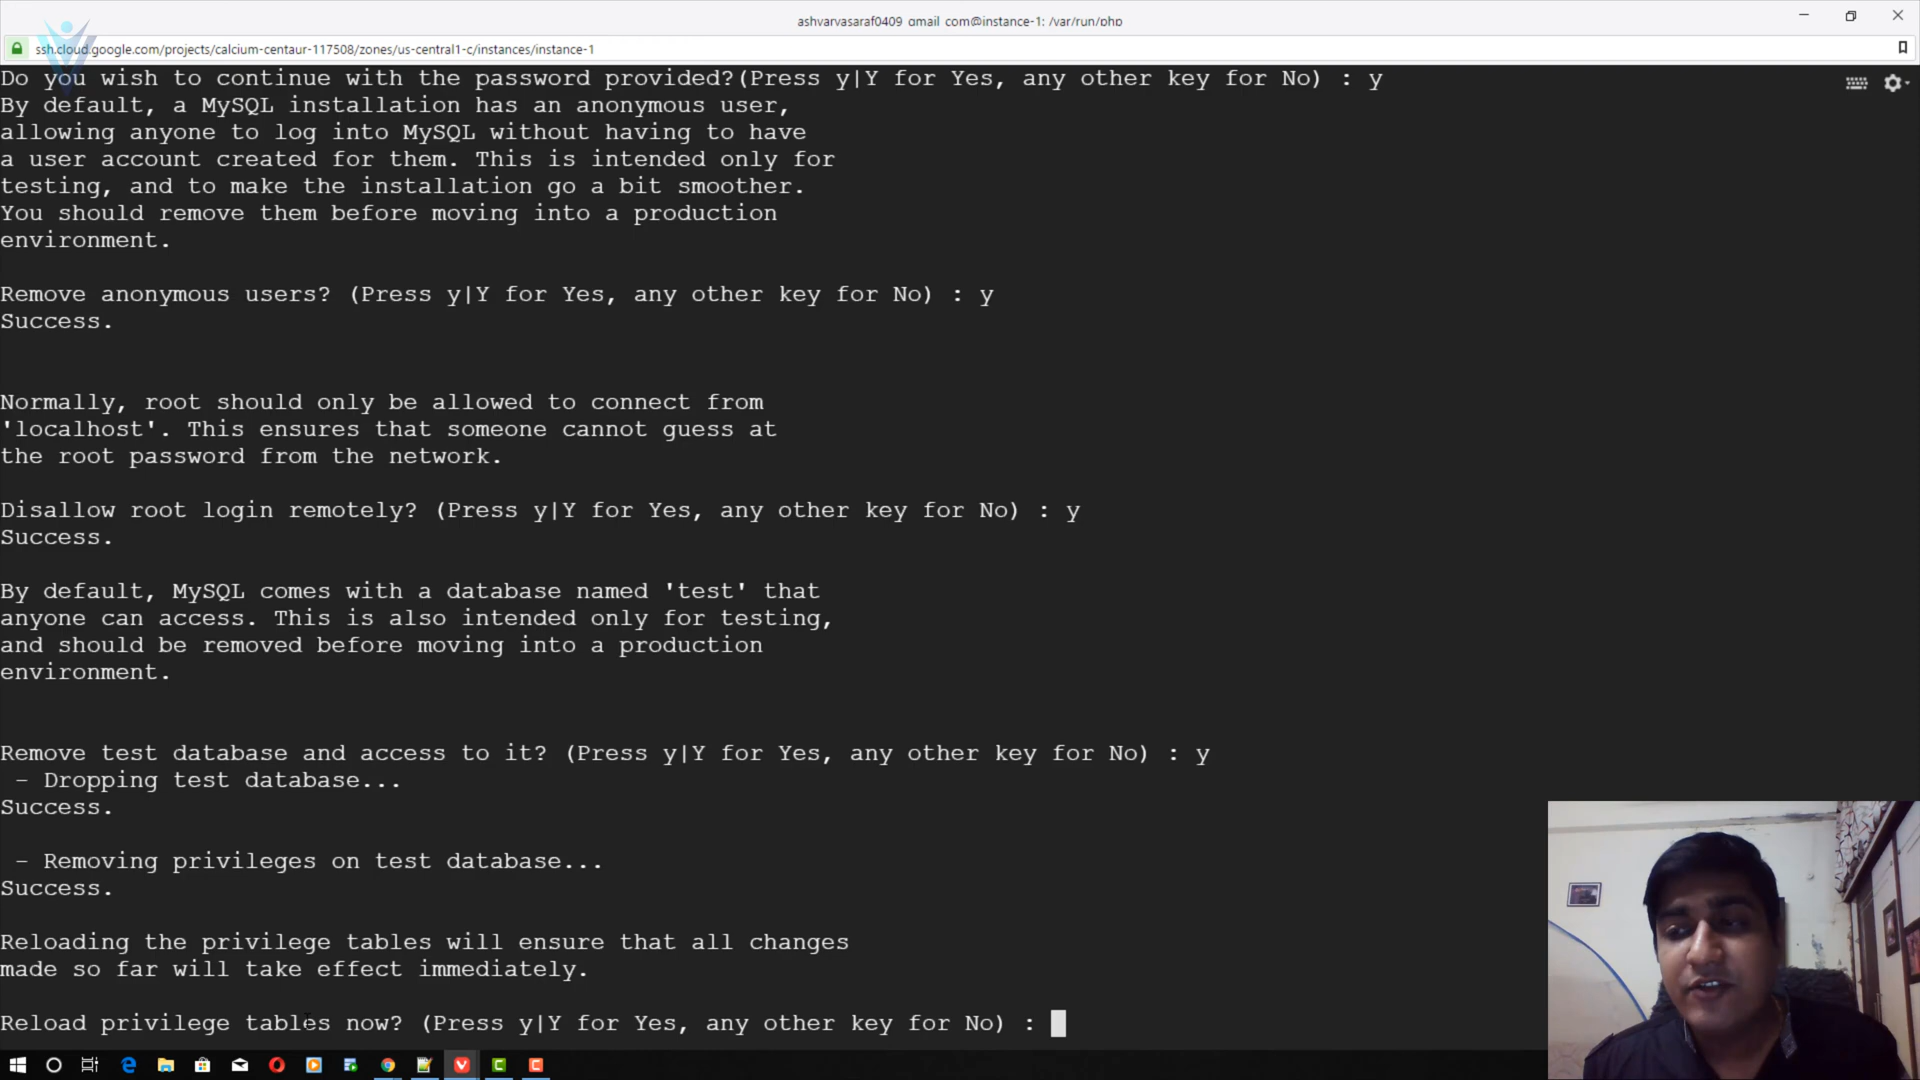 ashvarvasaraf0409_gmail_com@instance-1: /var/run/php
ssh.cloud.google.com/projects/calcium-centaur-117508/zones/us-central1-c/instances/instance-1
Do you wish to continue with the password provided?(Press y|Y for Yes, any other key for No) : y
By default, a MySQL installation has an anonymous user,
allowing anyone to log into MySQL without having to have
a user account created for them. This is intended only for
testing, and to make the installation go a bit smoother.
You should remove them before moving into a production
environment.
Remove anonymous users? (Press y|Y for Yes, any other key for No) : y
Success.
Normally, root should only be allowed to connect from
'localhost'. This ensures that someone cannot guess at
the root password from the network.
Disallow root login remotely? (Press y|Y for Yes, any other key for No) : y
Success.
By default, MySQL comes with a database named 'test' that
anyone can access. This is also intended only for testing,
and should be removed before moving into a production
environment.
Remove test database and access to it? (Press y|Y for Yes, any other key for No) : y
- Dropping test database...
Success.
- Removing privileges on test database...
Success.
Reloading the privilege tables will ensure that all changes
made so far will take effect immediately.
Reload privilege tables now? (Press y|Y for Yes, any other key for No) :